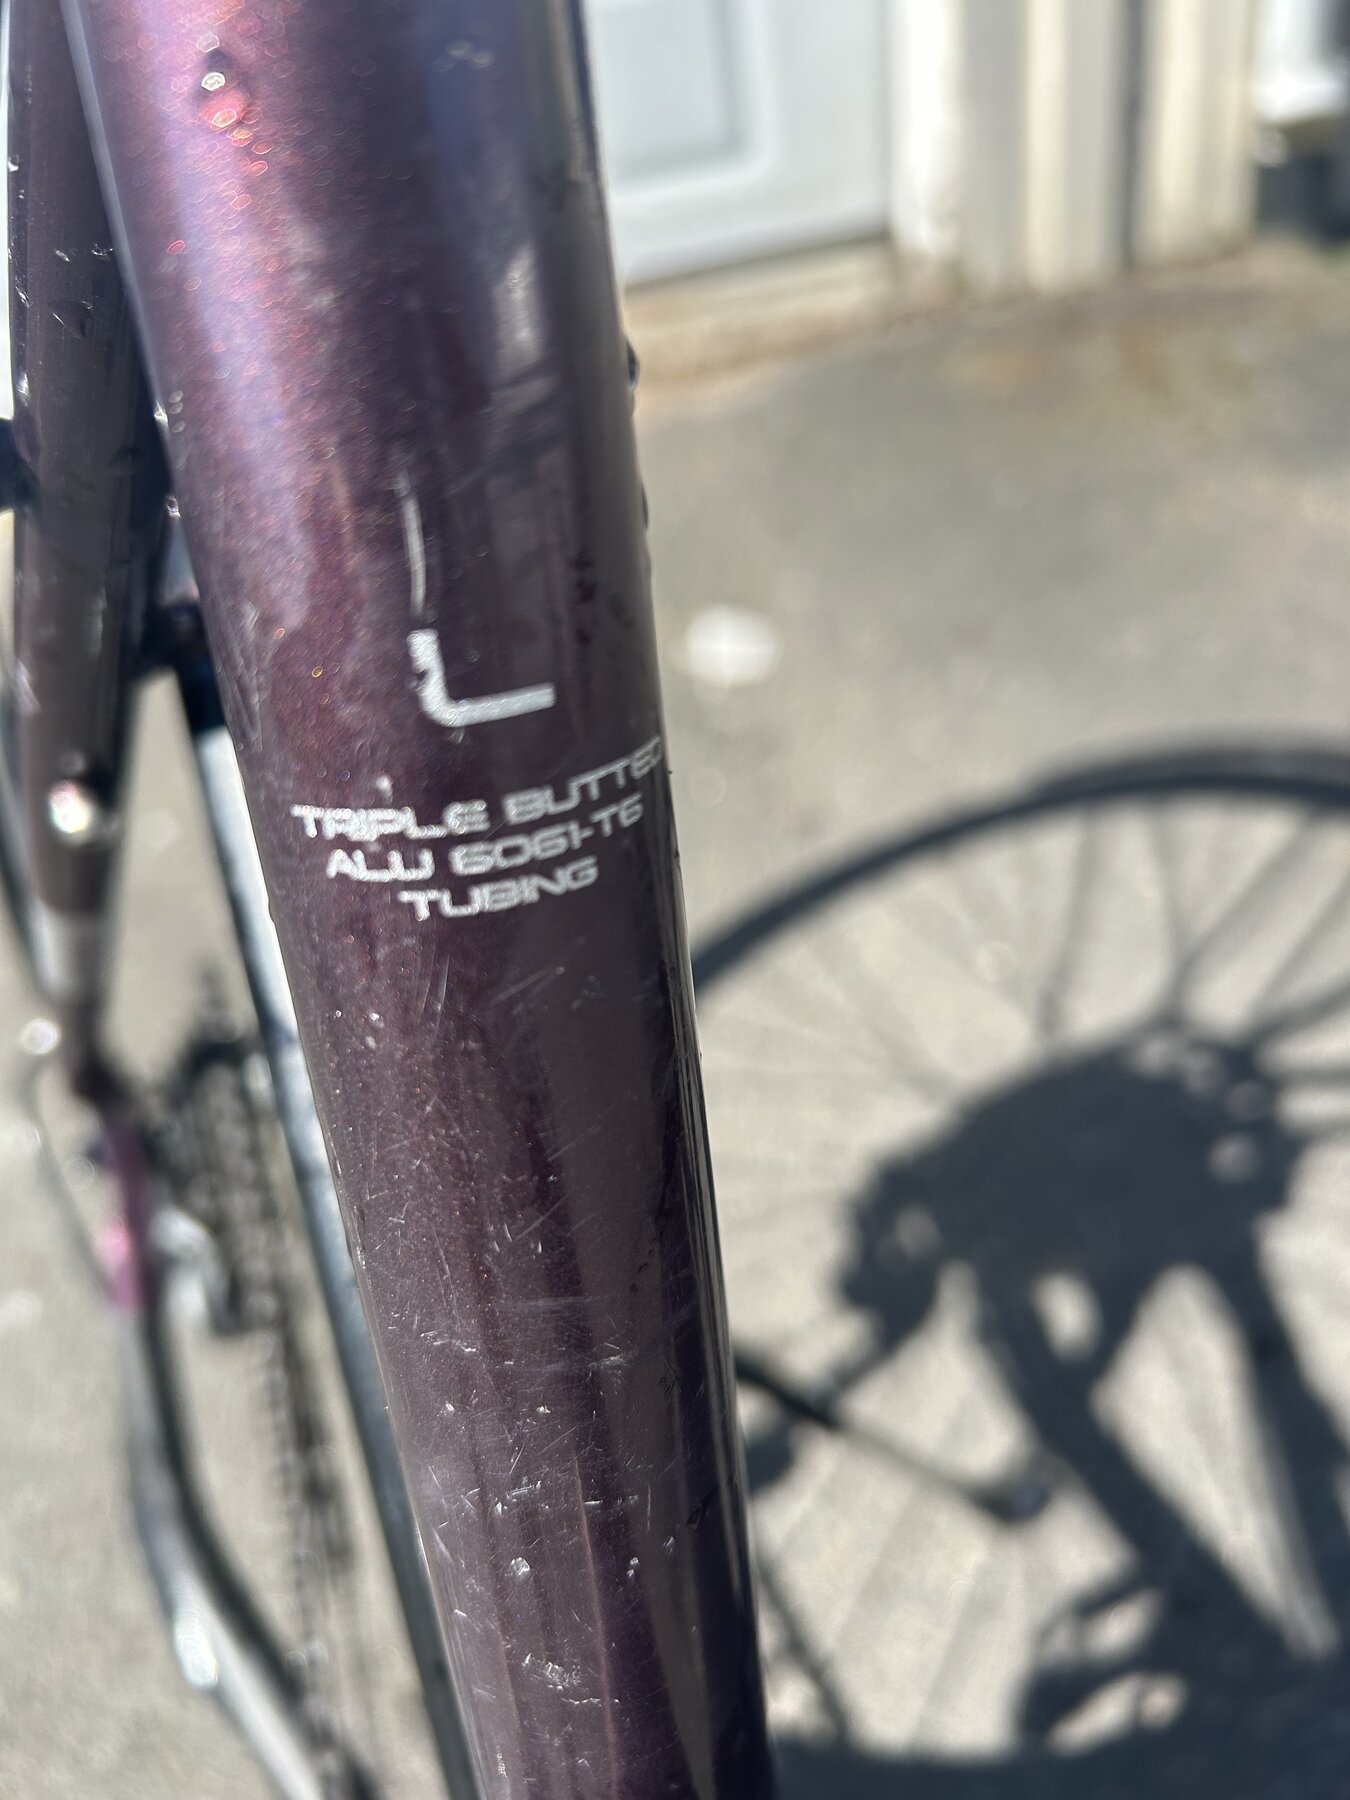 L
TRIPLE BUTTED
ALU 6061-T6
TUBING